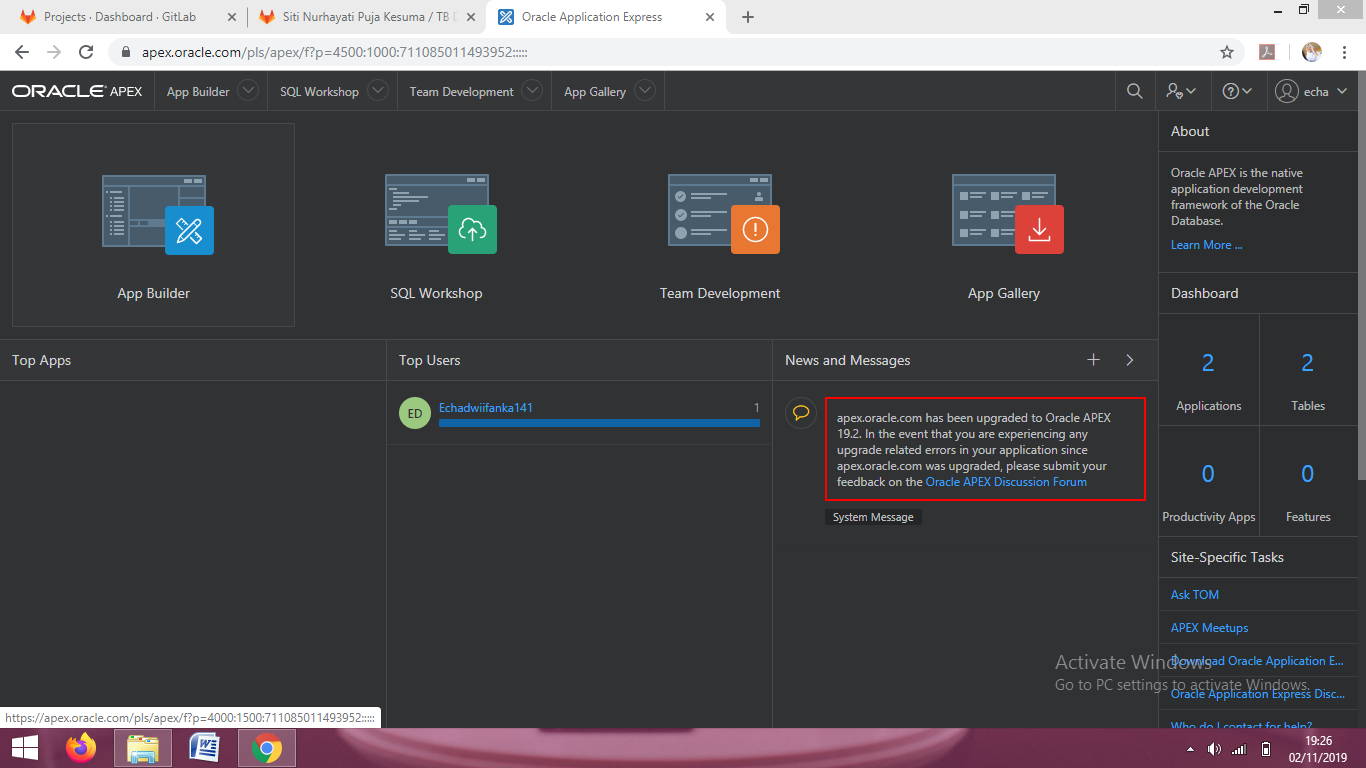 Projects · Dashboard · GitLab
Siti Nurhayati Puja Kesuma / TB D
Oracle Application Express
apex.oracle.com/pls/apex/f?p=4500:1000:711085011493952:::::
ORACLE APEX
App Builder
SQL Workshop
Team Development
App Gallery
echa
App Builder
SQL Workshop
Team Development
App Gallery
About
Oracle APEX is the native
application development
framework of the Oracle
Database.
Learn More ...
Dashboard
2
Applications
2
Tables
0
Productivity Apps
0
Features
Top Apps
Top Users
ED
Echadwiifanka141
1
News and Messages
apex.oracle.com has been upgraded to Oracle APEX
19.2. In the event that you are experiencing any
upgrade related errors in your application since
apex.oracle.com was upgraded, please submit your
feedback on the Oracle APEX Discussion Forum
System Message
Site-Specific Tasks
Ask TOM
APEX Meetups
Download Oracle Application E...
Oracle Application Express Disc...
Who do I contact for help?
Activate Windows
Go to PC settings to activate Windows.
https://apex.oracle.com/pls/apex/f?p=4000:1500:711085011493952:::::
19:26
02/11/2019